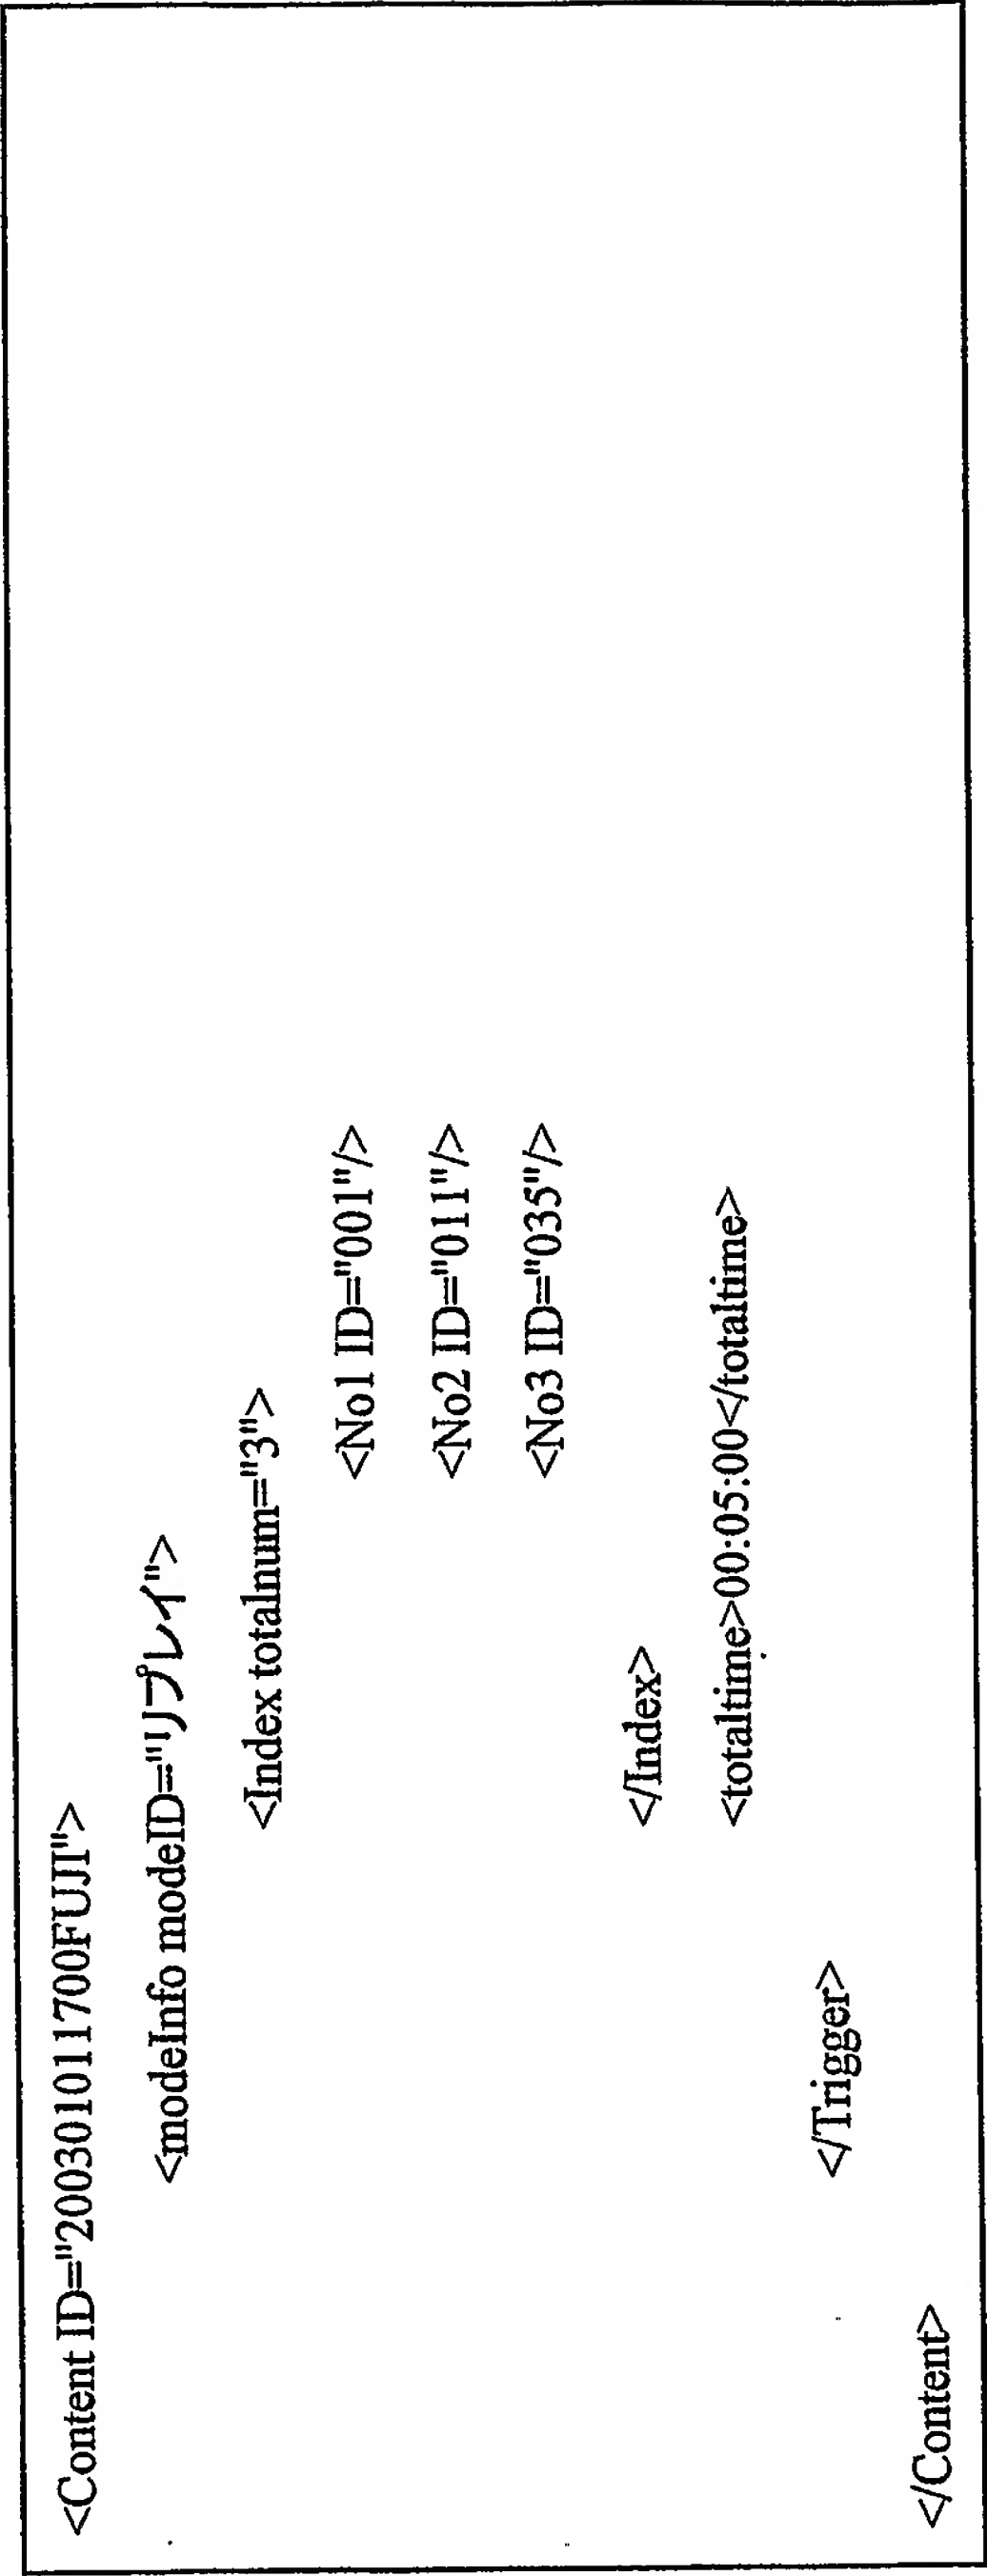 <Content ID="200301011700FUJI">
<modeInfo modeID="リプレイ">
<Index totalnum="3">
<No1 ID="001"/>
<No2 ID="011"/>
<No3 ID="035"/>
</Index>
<totaltime>00:05:00</totaltime>
</Trigger>
</Content>